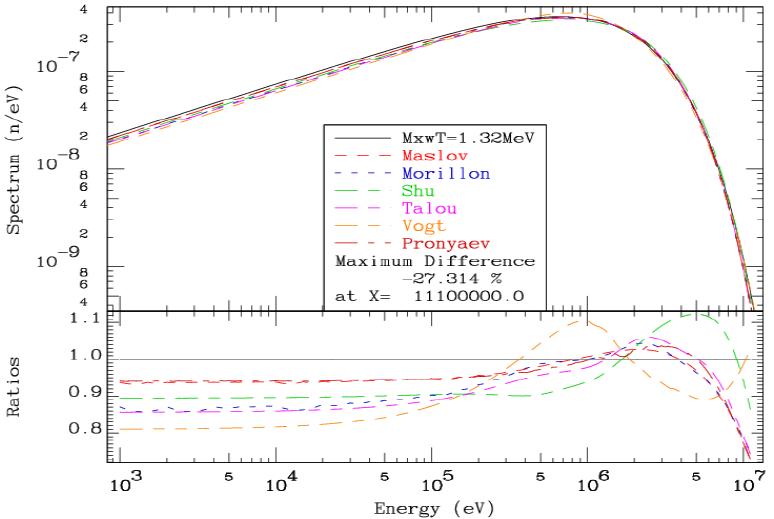 4
10⁻⁷
8
6
4
2
10⁻⁸
8
6
4
2
10⁻⁹
8
6
4
Spectrum (n/eV)
MxwT=1.32MeV
Maslov
Morillon
Shu
Talou
Vogt
Pronyaev
Maximum Difference
-27.314 %
at X= 11100000.0
1.1
1.0
0.9
0.8
Ratios
10³ 5 10⁴ 5 10⁵ 5 10⁶ 5 10⁷
Energy (eV)